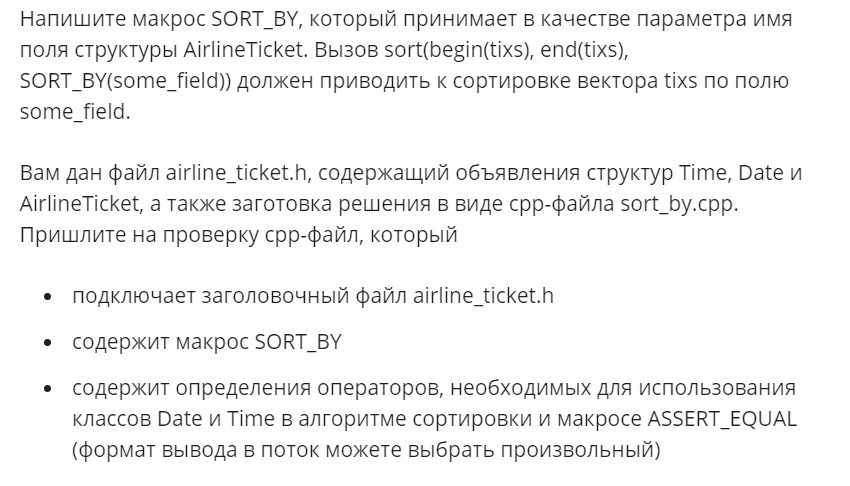 Напишите макрос SORT_BY, который принимает в качестве параметра имя
поля структуры AirlineTicket. Вызов sort(begin(tixs), end(tixs),
SORT_BY(some_field)) должен приводить к сортировке вектора tixs по полю
some_field.
Вам дан файл airline_ticket.h, содержащий объявления структур Time, Date и
AirlineTicket, а также заготовка решения в виде cpp-файла sort_by.cpp.
Пришлите на проверку cpp-файл, который
• подключает заголовочный файл airline_ticket.h
• содержит макрос SORT_BY
• содержит определения операторов, необходимых для использования
классов Date и Time в алгоритме сортировки и макросе ASSERT_EQUAL
(формат вывода в поток можете выбрать произвольный)